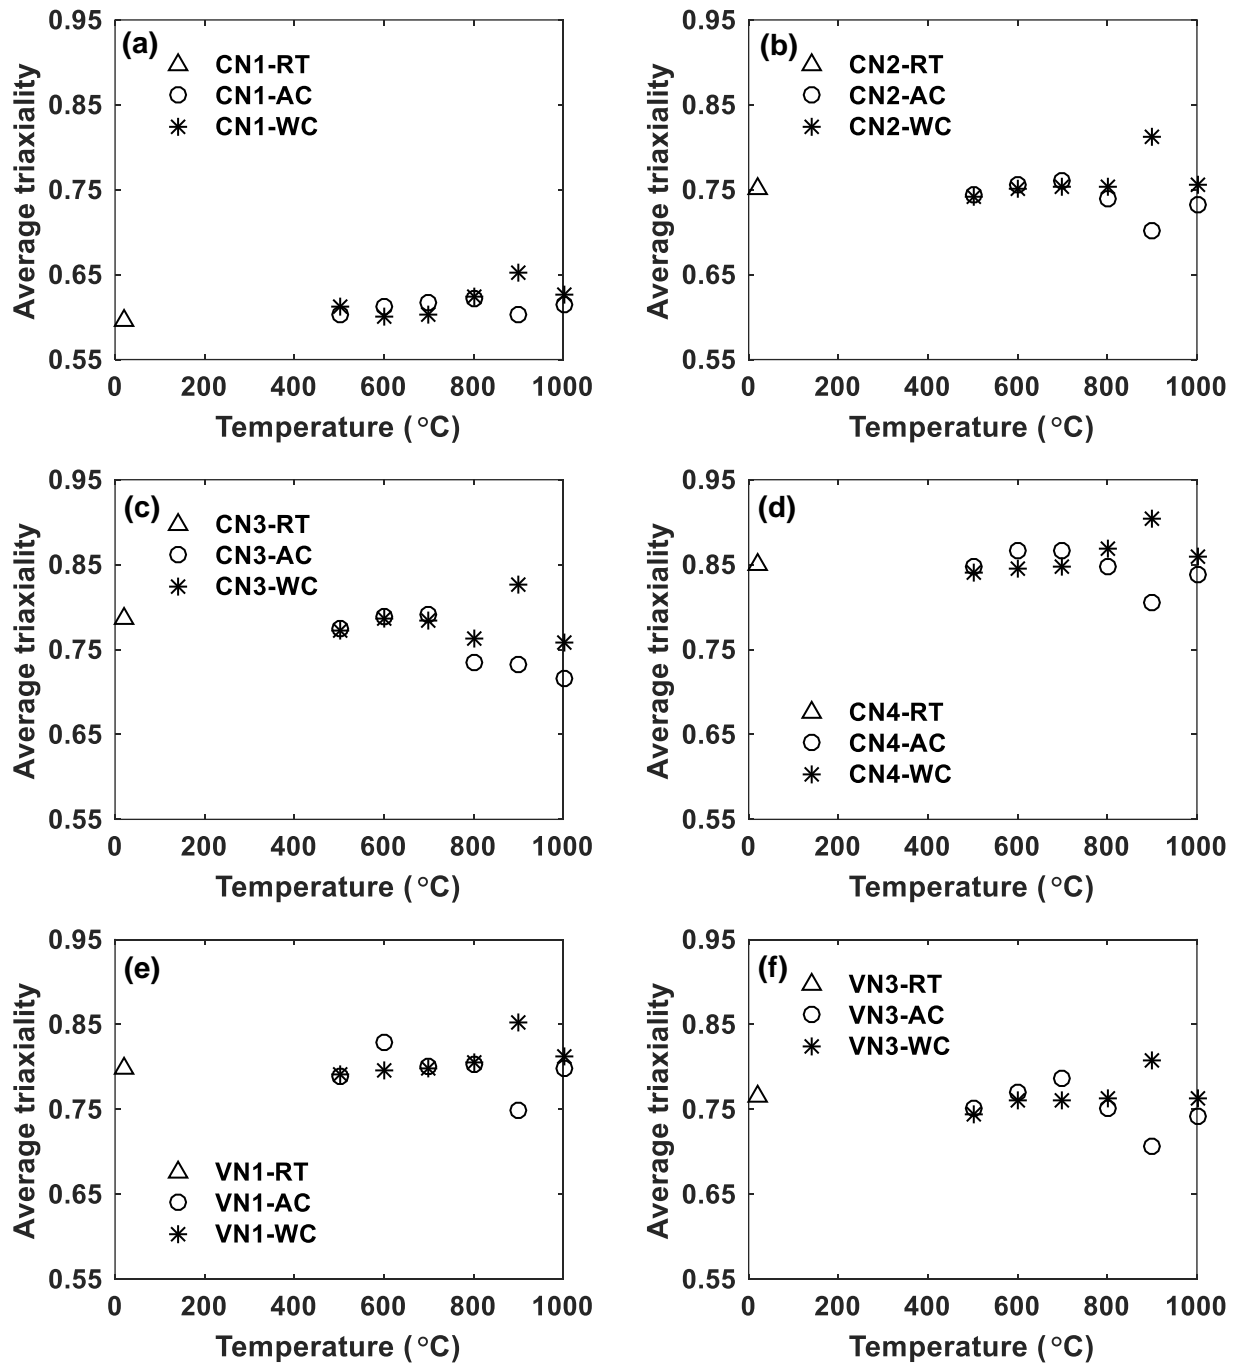 (a)
CN1-RT
CN1-AC
CN1-WC
0.95
0.85
0.75
0.65
0.55
Average triaxiality
0 200 400 600 800 1000
Temperature (°C)
(b)
CN2-RT
CN2-AC
CN2-WC
0.95
0.85
0.75
0.65
0.55
Average triaxiality
0 200 400 600 800 1000
Temperature (°C)
(c)
CN3-RT
CN3-AC
CN3-WC
0.95
0.85
0.75
0.65
0.55
Average triaxiality
0 200 400 600 800 1000
Temperature (°C)
(d)
CN4-RT
CN4-AC
CN4-WC
0.95
0.85
0.75
0.65
0.55
Average triaxiality
0 200 400 600 800 1000
Temperature (°C)
(e)
VN1-RT
VN1-AC
VN1-WC
0.95
0.85
0.75
0.65
0.55
Average triaxiality
0 200 400 600 800 1000
Temperature (°C)
(f)
VN3-RT
VN3-AC
VN3-WC
0.95
0.85
0.75
0.65
0.55
Average triaxiality
0 200 400 600 800 1000
Temperature (°C)